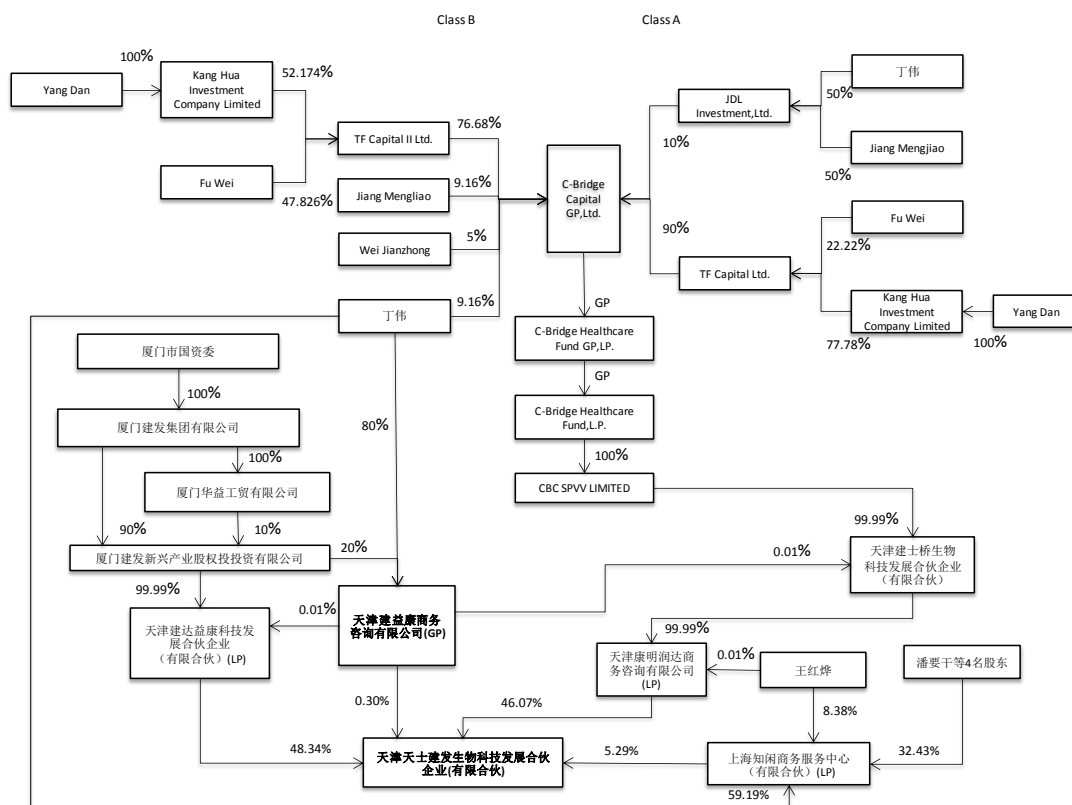 Class B
Class A
100%
Yang Dan
Kang Hua
Investment
Company Limited
52.174%
Fu Wei
47.826%
TF Capital II Ltd.
76.68%
Jiang Mengliao
9.16%
Wei Jianzhong
5%
丁伟
9.16%
C-Bridge
Capital
GP,Ltd.
JDL
Investment,Ltd.
10%
丁伟
50%
Jiang Mengjiao
50%
Fu Wei
22.22%
90%
TF Capital Ltd.
Kang Hua
Investment
Company Limited
77.78%
Yang Dan
100%
GP
C-Bridge Healthcare
Fund GP,LP.
GP
C-Bridge Healthcare
Fund,L.P.
100%
CBC SPVV LIMITED
厦门市国资委
100%
厦门建发集团有限公司
100%
厦门华益工贸有限公司
90%
10%
厦门建发新兴产业股权投投资有限公司
80%
20%
99.99%
0.01%
天津建士桥生物
科技发展合伙企业
（有限合伙）
99.99%
天津建达益康科技发
展合伙企业
（有限合伙）(LP)
0.01%
天津建益康商务
咨询有限公司(GP)
99.99%
天津康明润达商
务咨询有限公司
(LP)
0.01%
王红烨
潘要干等4名股东
0.30%
46.07%
8.38%
48.34%
天津天士建发生物科技发展合伙
企业(有限合伙)
5.29%
上海知闲商务服务中心
（有限合伙）(LP)
32.43%
59.19%